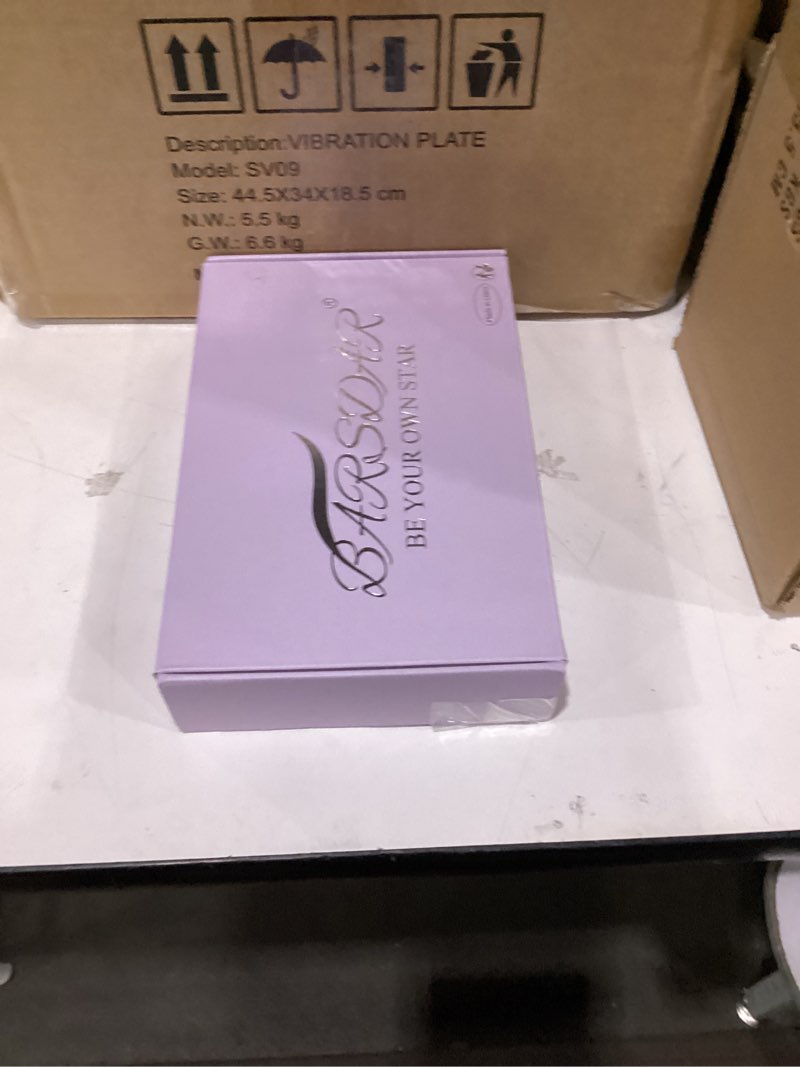 Description:VIBRATION PLATE
Model: SV09
Size: 44.5X34X18.5 cm
N.W.: 5.5 kg
G.W.: 6.6 kg
BARSDAR®
BE YOUR OWN STAR